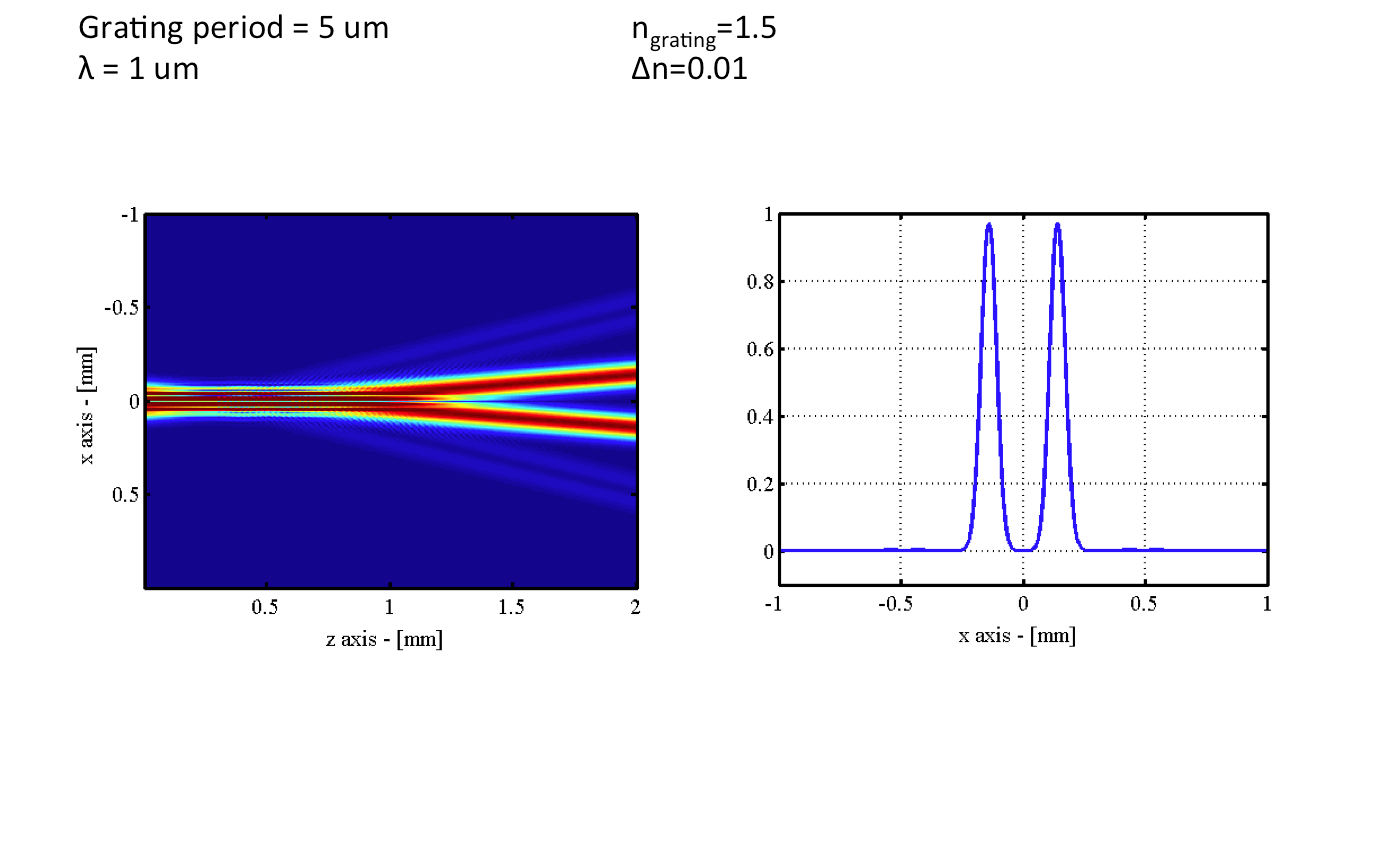 Grating period = 5 um
λ = 1 um
n_grating=1.5
Δn=0.01
-1
-0.5
0
0.5
x axis - [mm]
0.5
1
1.5
2
z axis - [mm]
1
0.8
0.6
0.4
0.2
0
-1
-0.5
0
0.5
1
x axis - [mm]